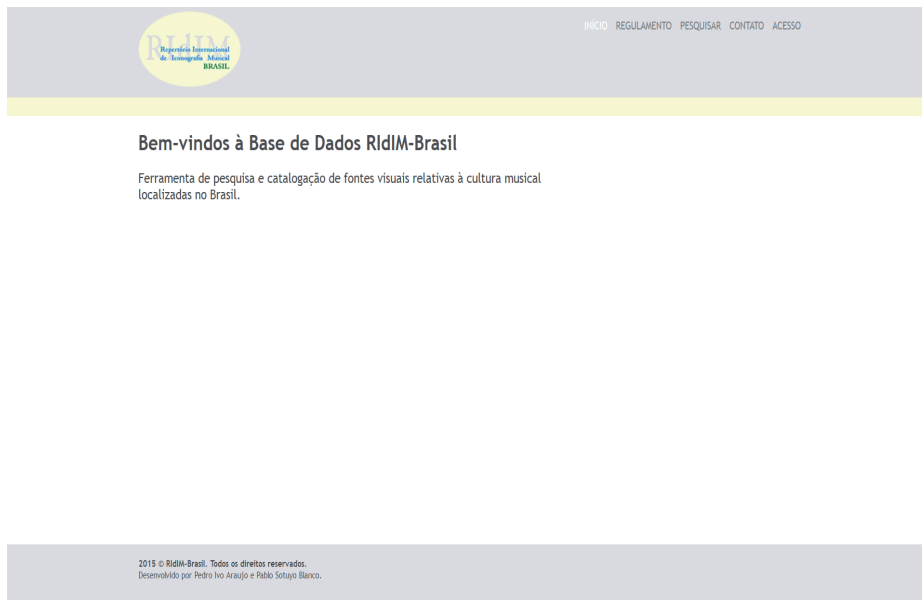 RIdIM
Repertório Internacional
de Iconografia Musical
BRASIL
INÍCIO REGULAMENTO PESQUISAR CONTATO ACESSO
Bem-vindos à Base de Dados RIdIM-Brasil
Ferramenta de pesquisa e catalogação de fontes visuais relativas à cultura musical
localizadas no Brasil.
2015 © RIdIM-Brasil. Todos os direitos reservados.
Desenvolvido por Pedro Ivo Araujo e Pablo Sotuyo Blanco.